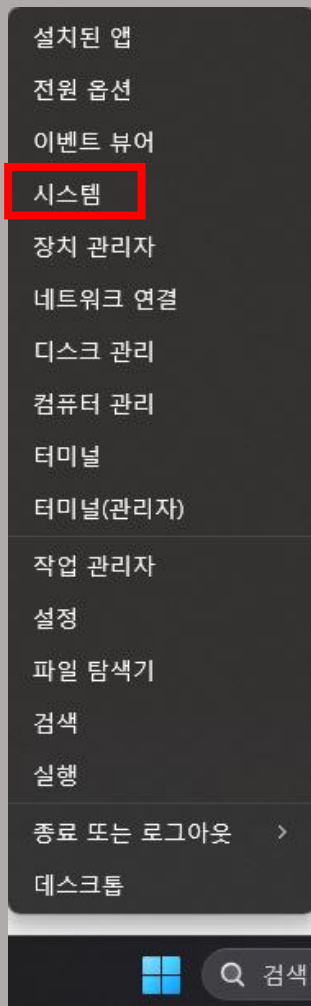 설치된 앱
전원 옵션
이벤트 뷰어
시스템
장치 관리자
네트워크 연결
디스크 관리
컴퓨터 관리
터미널
터미널(관리자)
작업 관리자
설정
파일 탐색기
검색
실행
종료 또는 로그아웃
데스크톱
검색